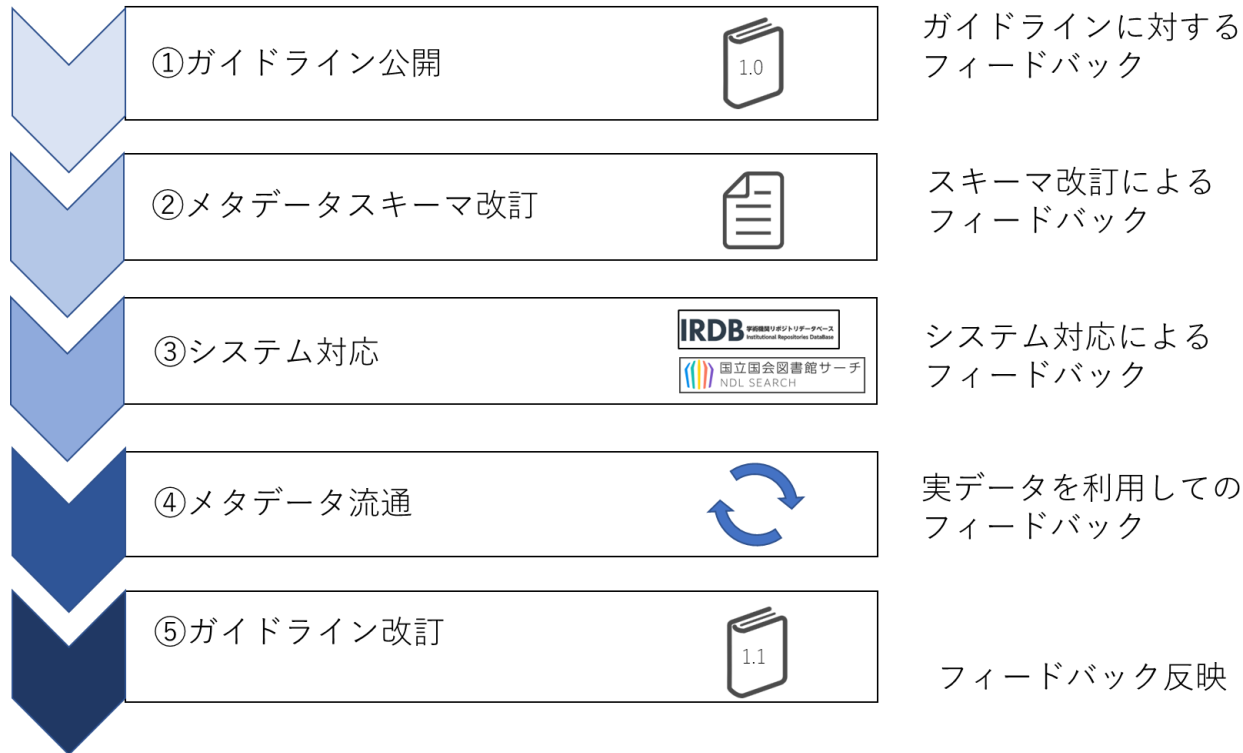 ①ガイドライン公開
1.0
ガイドラインに対する
フィードバック
②メタデータスキーマ改訂
スキーマ改訂による
フィードバック
③システム対応
IRDB 学術機関リポジトリデータベース
Institutional Repositories DataBase
国立国会図書館サーチ
NDL SEARCH
システム対応による
フィードバック
④メタデータ流通
実データを利用しての
フィードバック
⑤ガイドライン改訂
1.1
フィードバック反映